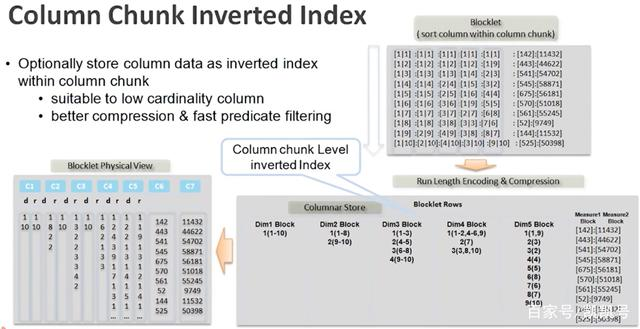 Column Chunk Inverted Index
• Optionally store column data as inverted index
within column chunk
• suitable to low cardinality column
• better compression & fast predicate filtering
Blocklet
( sort column within column chunk)
[1|1] :[1|1] :[1|1] :[1|1] :[1|1] : [142]:[11432]
[1|2] :[1|2] :[1|2] :[1|2] :[1|9] : [443]:[44622]
[1|3] :[1|3] :[1|3] :[1|4] :[2|3] : [541]:[54702]
[1|4] :[1|4] :[2|4] :[1|5] :[3|2] : [545]:[58871]
[1|5] :[1|5] :[2|5] :[1|6] :[4|4] : [675]:[56181]
[1|6] :[1|6] :[3|6] :[1|9] :[5|5] : [570]:[51018]
[1|7] :[1|7] :[3|7] :[2|7] :[6|8] : [561]:[55245]
[1|8] :[1|8] :[3|8] :[3|3] :[7|6] : [52]:[9749]
[1|9] :[2|9] :[4|9] :[3|8] :[8|7] : [144]:[11532]
[1|10] :[2|10] :[4|10] :[3|10] :[9|10] : [525]:[50398]
Column chunk Level
inverted Index
Run Length Encoding & Compression
Blocklet Physical View
C1 C2 C3 C4 C5 C6 C7
d r d r d r d r d r
142 11432
443 44622
541 54702
545 58871
675 56181
570 51018
561 55245
52 9749
144 11532
525 50398
Columnar Store
Blocklet Rows
Dim1 Block Dim2 Block Dim3 Block Dim4 Block Dim5 Block
1(1-10) 1(1-8) 1(1-3) 1(1-2,4-6,9) 1(1,9)
2(9-10) 2(4-5) 2(7) 2(3)
3(6-8) 3(3,8,10) 3(2)
4(9-10) 4(4)
5(5)
6(8)
7(6)
8(7)
9(10)
Measure1 Measure2
Block Block
[142]:[11432]
[443]:[44622]
[541]:[54702]
[545]:[58871]
[675]:[56181]
[570]:[51018]
[561]:[55245]
[52]:[9749]
[525]:[50398]